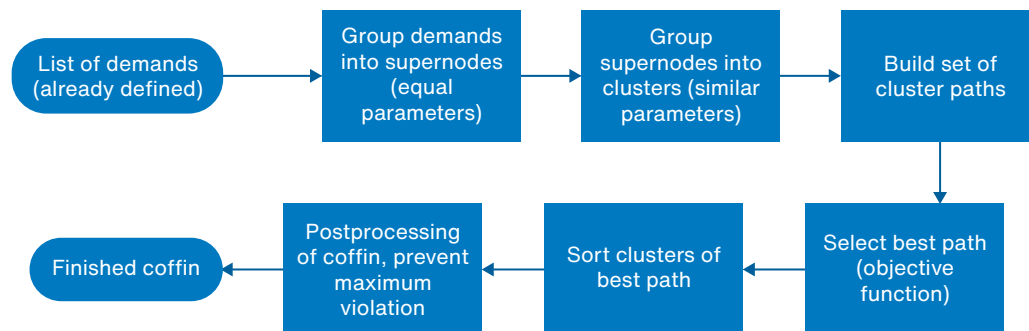 List of demands
(already defined)
Group demands
into supernodes
(equal
parameters)
Group
supernodes into
clusters (similar
parameters)
Build set of
cluster paths
Select best path
(objective
function)
Sort clusters of
best path
Postprocessing
of coffin, prevent
maximum
violation
Finished coffin